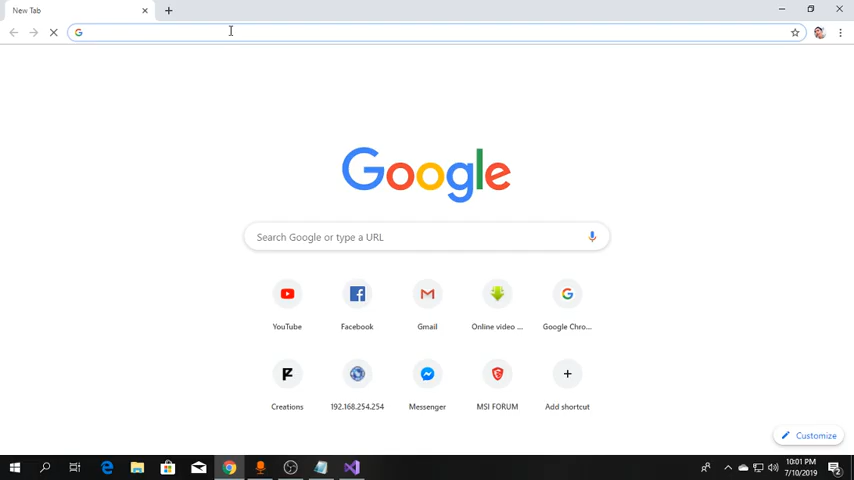 New Tab
Google
Search Google or type a URL
YouTube
Facebook
Gmail
Online video ...
Google Chro...
Creations
192.168.254.254
Messenger
MSI FORUM
Add shortcut
Customize
10:01 PM
7/10/2019
2